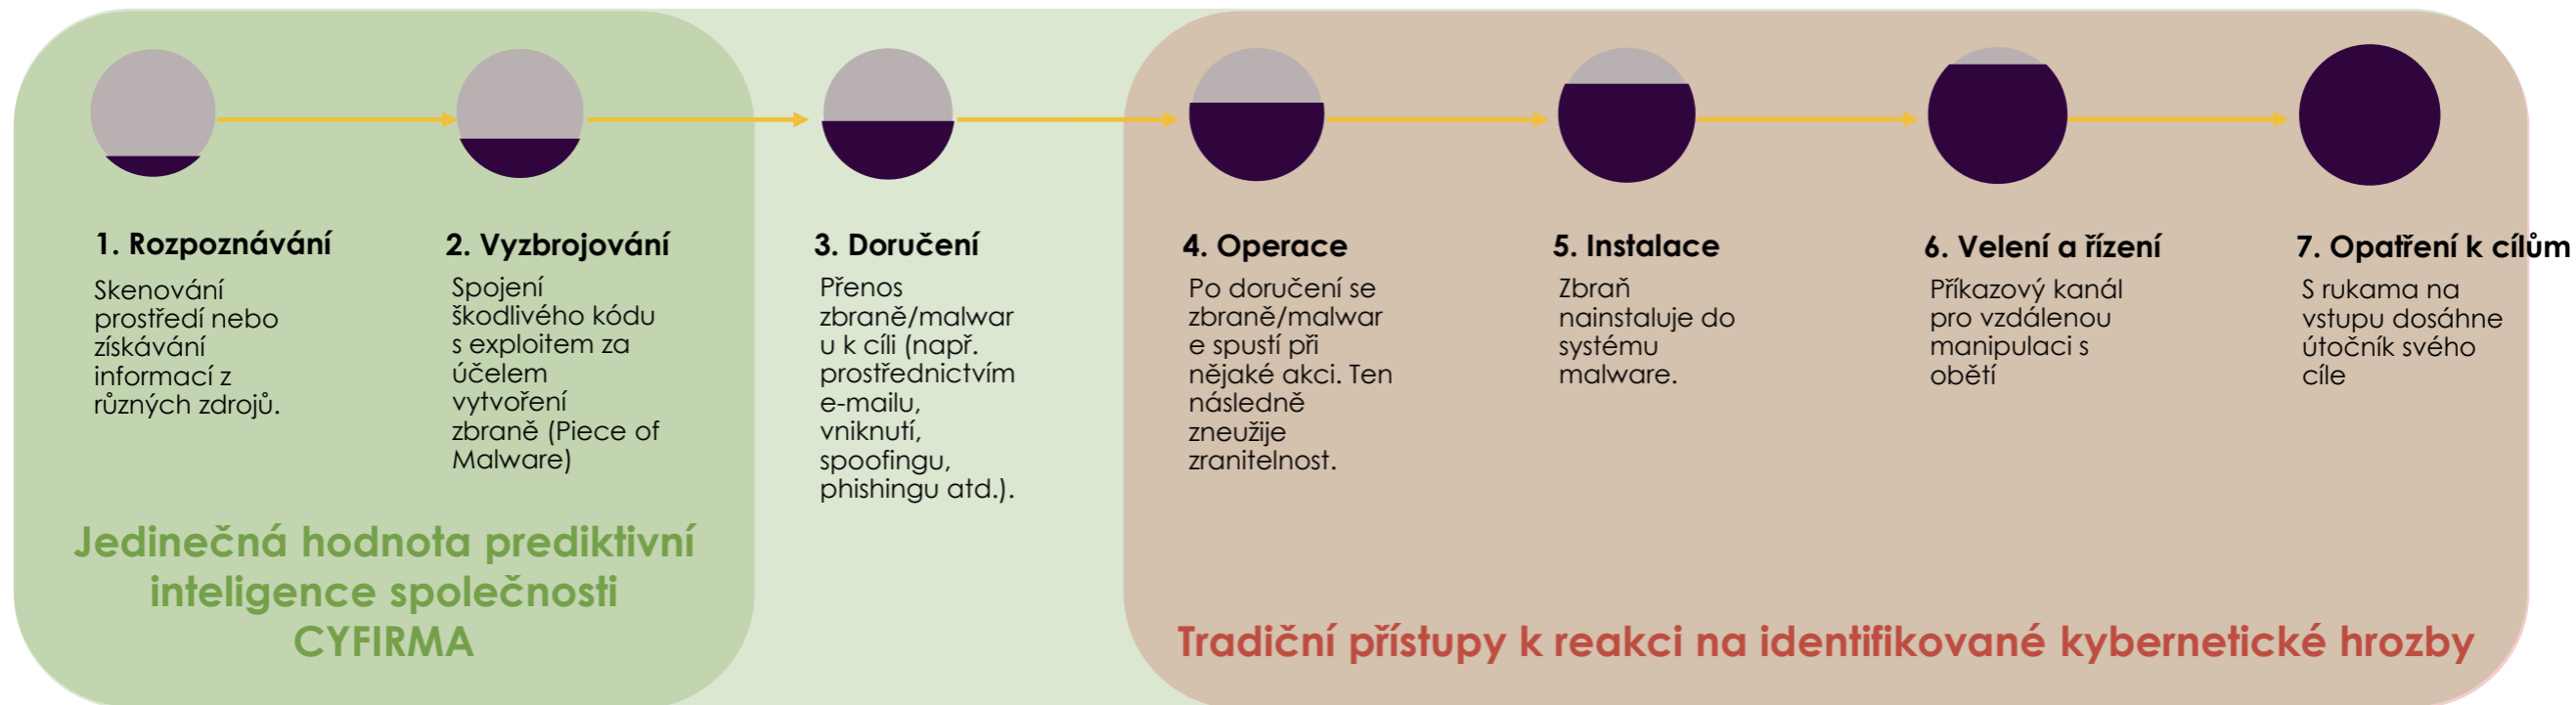 1. Rozpoznávání
Skenování
prostředí nebo
získávání
informací z
různých zdrojů.
2. Vyzbrojování
Spojení
škodlivého kódu
s exploitem za
účelem
vytvoření
zbraně (Piece of
Malware)
3. Doručení
Přenos
zbraně/malwar
u k cíli (např.
prostřednictvím
e-mailu,
vniknutí,
spoofingu,
phishingu atd.).
4. Operace
Po doručení se
zbraně/malwar
e spustí při
nějaké akci. Ten
následně
zneužije
zranitelnost.
5. Instalace
Zbraň
nainstaluje do
systému
malware.
6. Velení a řízení
Příkazový kanál
pro vzdálenou
manipulaci s
obětí
7. Opatření k cílům
S rukama na
vstupu dosáhne
útočník svého
cíle
Jedinečná hodnota prediktivní
inteligence společnosti
CYFIRMA
Tradiční přístupy k reakci na identifikované kybernetické hrozby